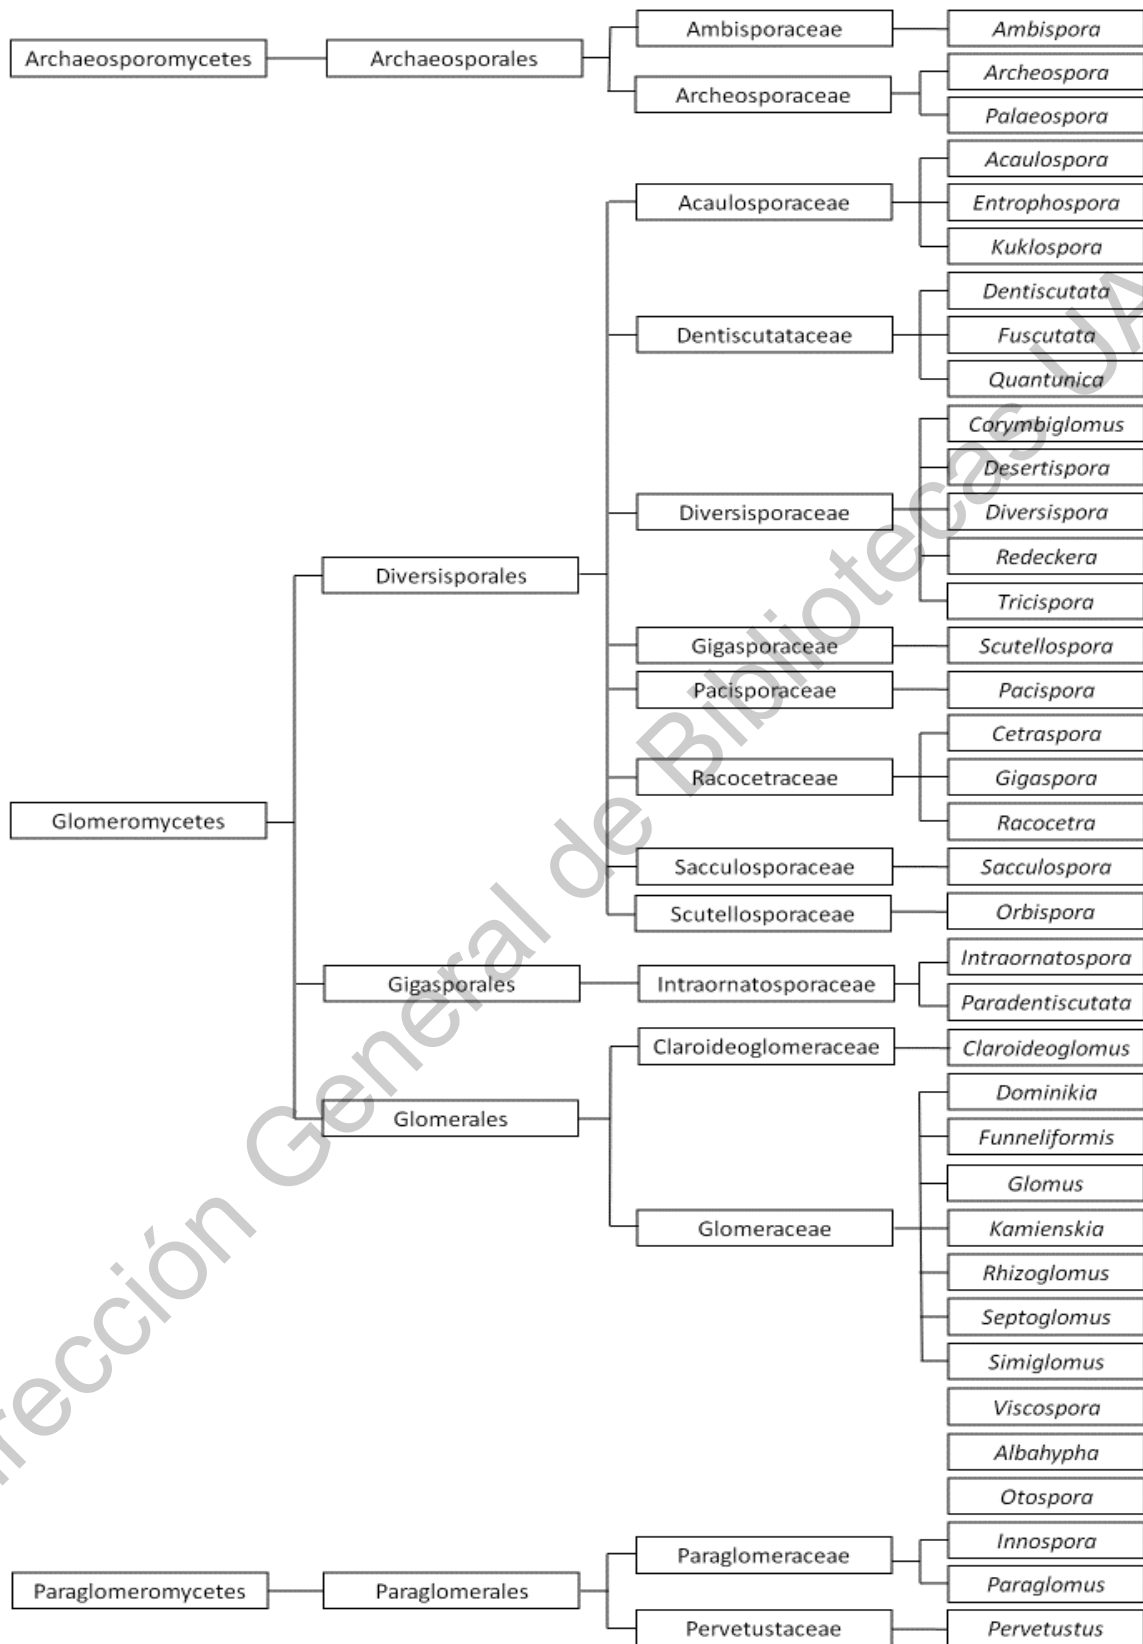 Archaeosporomycetes
Archaeosporales
Ambisporaceae
Ambispora
Archeosporaceae
Archeospora
Palaeospora
Glomeromycetes
Diversisporales
Acaulosporaceae
Acaulospora
Entrophospora
Kuklospora
Dentiscutataceae
Dentiscutata
Fuscutata
Quantunica
Diversisporaceae
Corymbiglomus
Desertispora
Diversispora
Redeckera
Tricispora
Gigasporaceae
Scutellospora
Pacisporaceae
Pacispora
Racocetraceae
Cetraspora
Gigaspora
Racocetra
Sacculosporaceae
Sacculospora
Scutellosporaceae
Orbispora
Gigasporales
Intraornatosporaceae
Intraornatospora
Paradentiscutata
Glomerales
Claroideoglomeraceae
Claroideoglomus
Glomeraceae
Dominikia
Funneliformis
Glomus
Kamienskia
Rhizoglomus
Septoglomus
Simiglomus
Viscospora
Albahypha
Otospora
Paraglomeromycetes
Paraglomerales
Paraglomeraceae
Innospora
Paraglomus
Pervetustaceae
Pervetustus
General de Bibliotecas